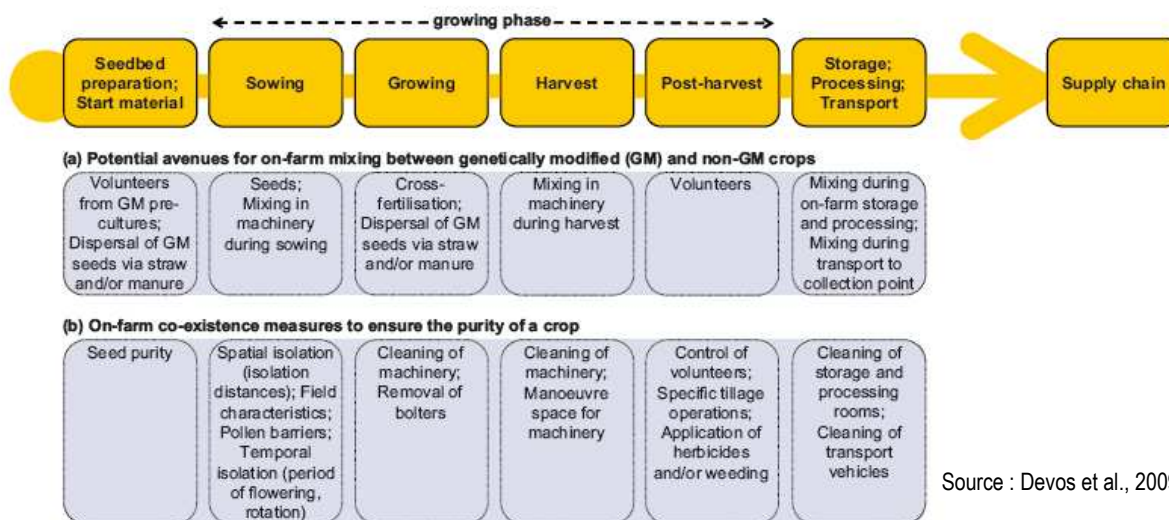 growing phase
Seedbed
preparation;
Start material
Sowing
Growing
Harvest
Post-harvest
Storage;
Processing;
Transport
Supply chain
(a) Potential avenues for on-farm mixing between genetically modified (GM) and non-GM crops
Volunteers
from GM pre-
cultures;
Dispersal of GM
seeds via straw
and/or manure
Seeds;
Mixing in
machinery
during sowing
Cross-
fertilisation;
Dispersal of GM
seeds via straw
and/or manure
Mixing in
machinery
during harvest
Volunteers
Mixing during
on-farm storage
and processing;
Mixing during
transport to
collection point
(b) On-farm co-existence measures to ensure the purity of a crop
Seed purity
Spatial isolation
(isolation
distances); Field
characteristics;
Pollen barriers;
Temporal
isolation (period
of flowering,
rotation)
Cleaning of
machinery;
Removal of
bolters
Cleaning of
machinery;
Manoeuvre
space for
machinery
Control of
volunteers;
Specific tillage
operations;
Application of
herbicides
and/or weeding
Cleaning of
storage and
processing
rooms;
Cleaning of
transport
vehicles
Source : Devos et al., 2009